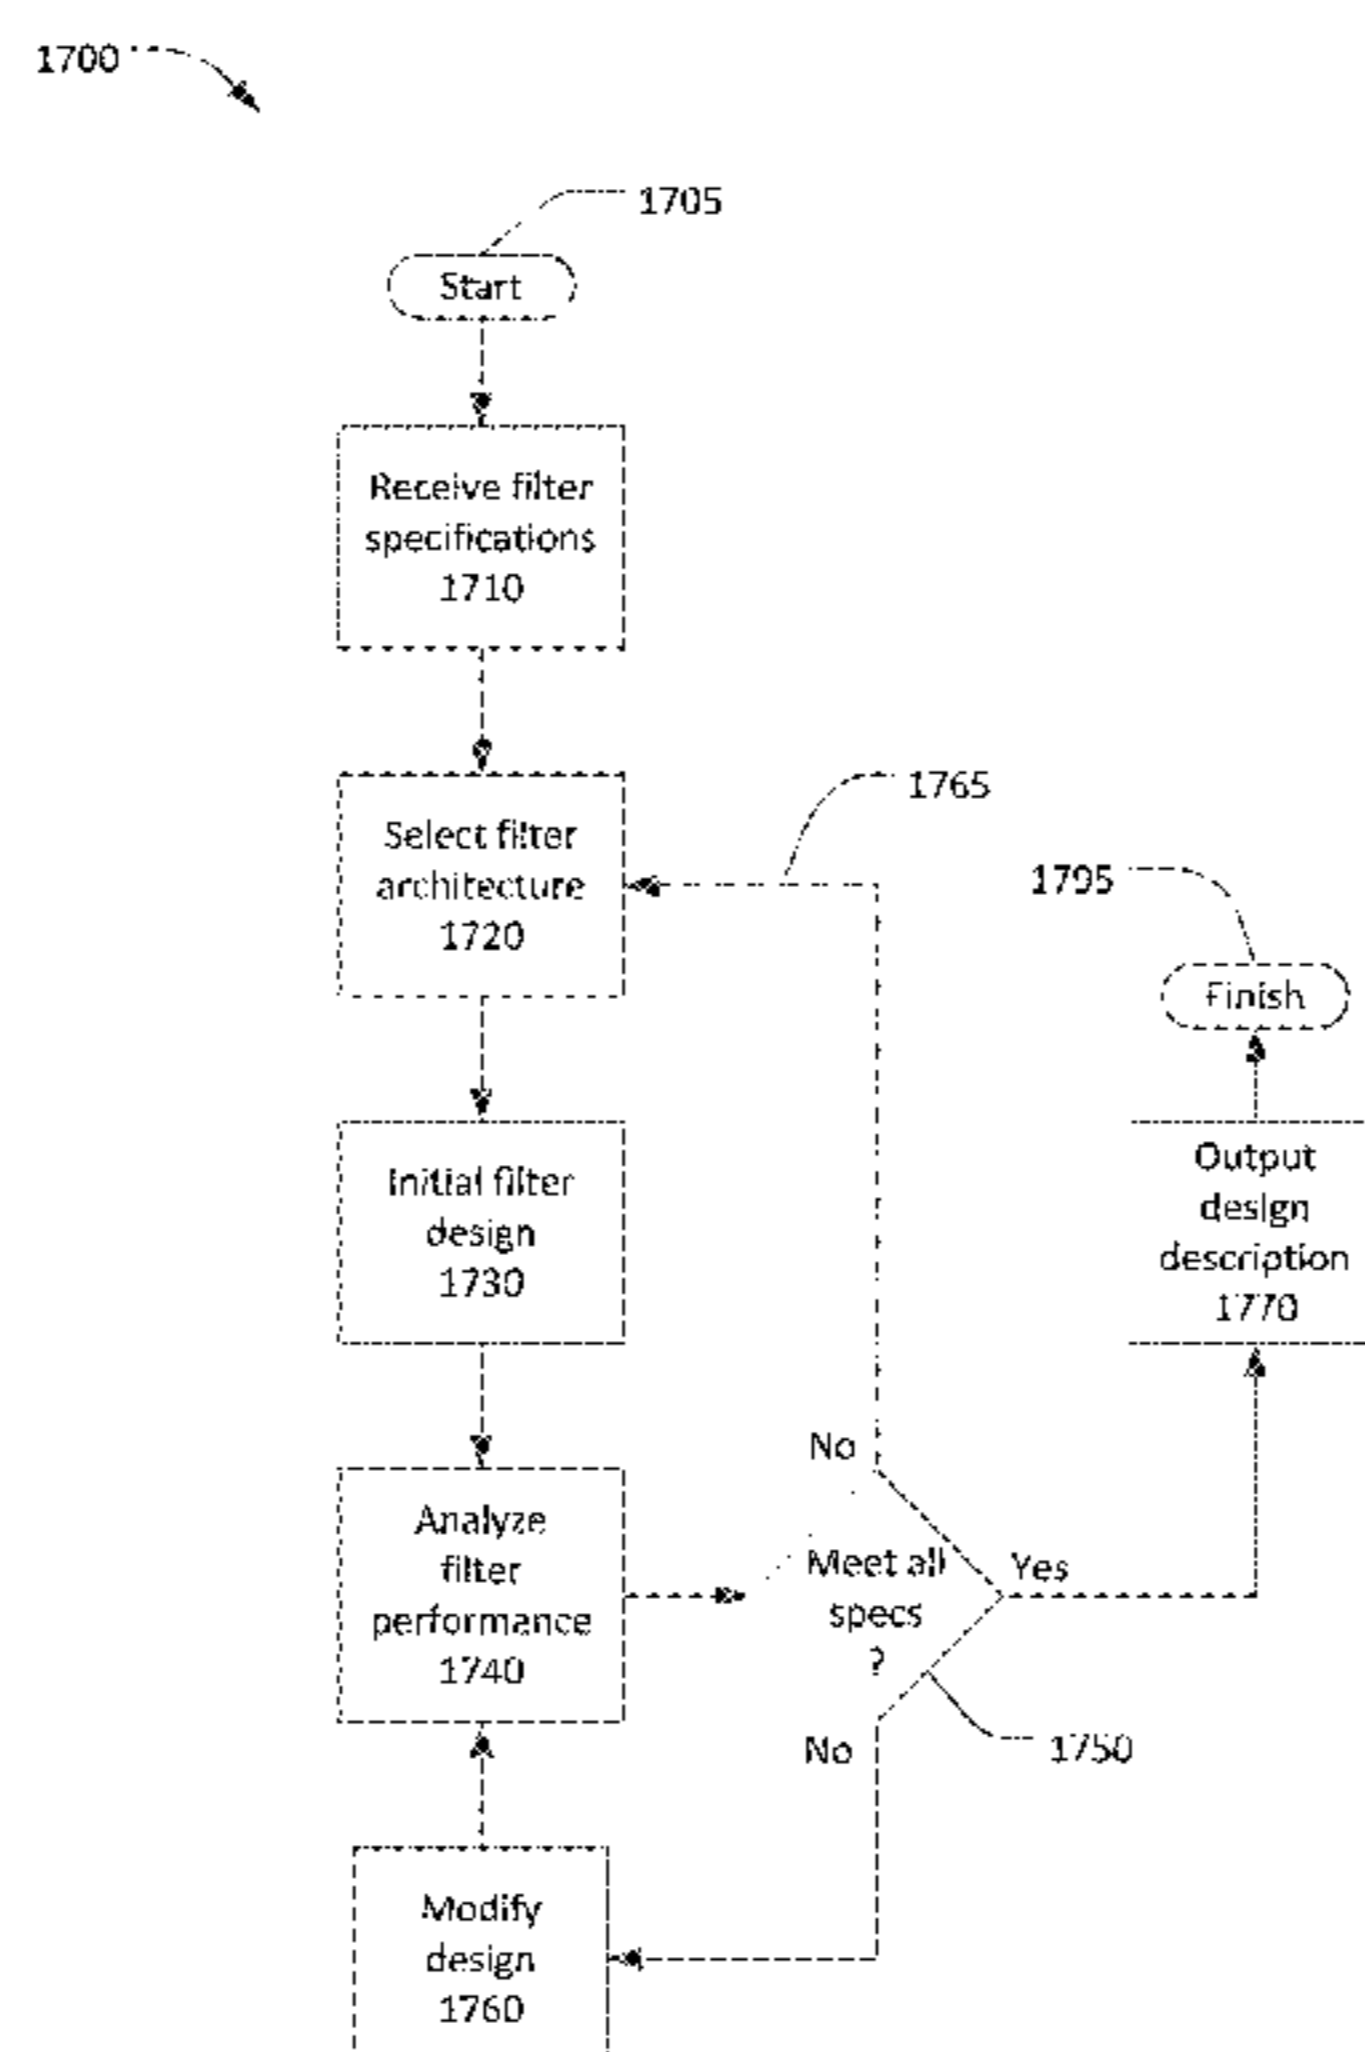 1700
1705
Start
Receive filter
specifications
1710
Select filter
architecture
1720
1765
1795
Finish
Initial filter
design
1730
Output
design
description
1770
No
Analyze
filter
performance
1740
Meet all
specs
?
Yes
No
1750
Modify
design
1760